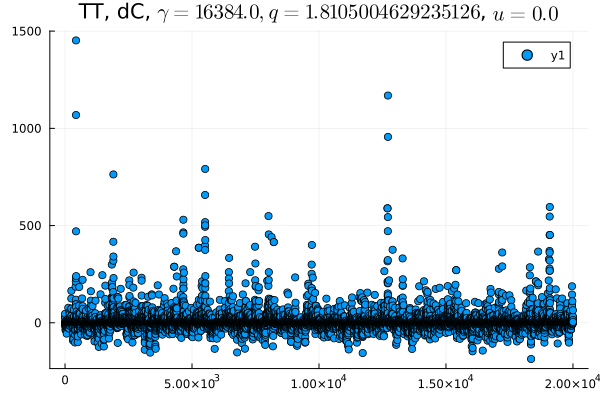 TT, dC, γ = 16384.0, q = 1.8105004629235126, u = 0.0
y1
1500
1000
500
0
0 5.00×10³ 1.00×10⁴ 1.50×10⁴ 2.00×10⁴